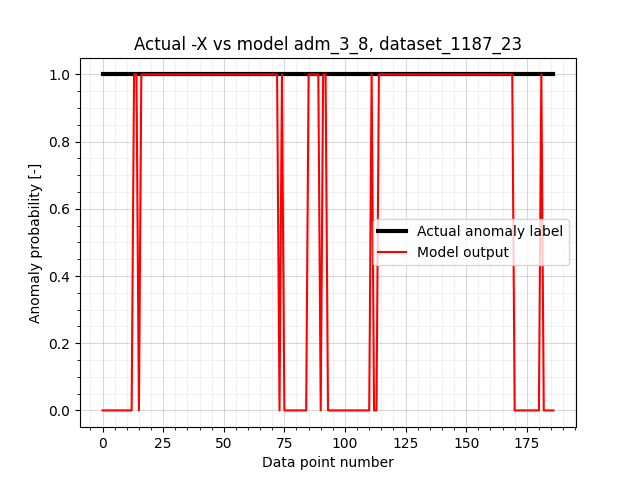 Actual -X vs model adm_3_8, dataset_1187_23
1.0
0.8
0.6
0.4
0.2
0.0
Anomaly probability [-]
Actual anomaly label
Model output
0 25 50 75 100 125 150 175
Data point number